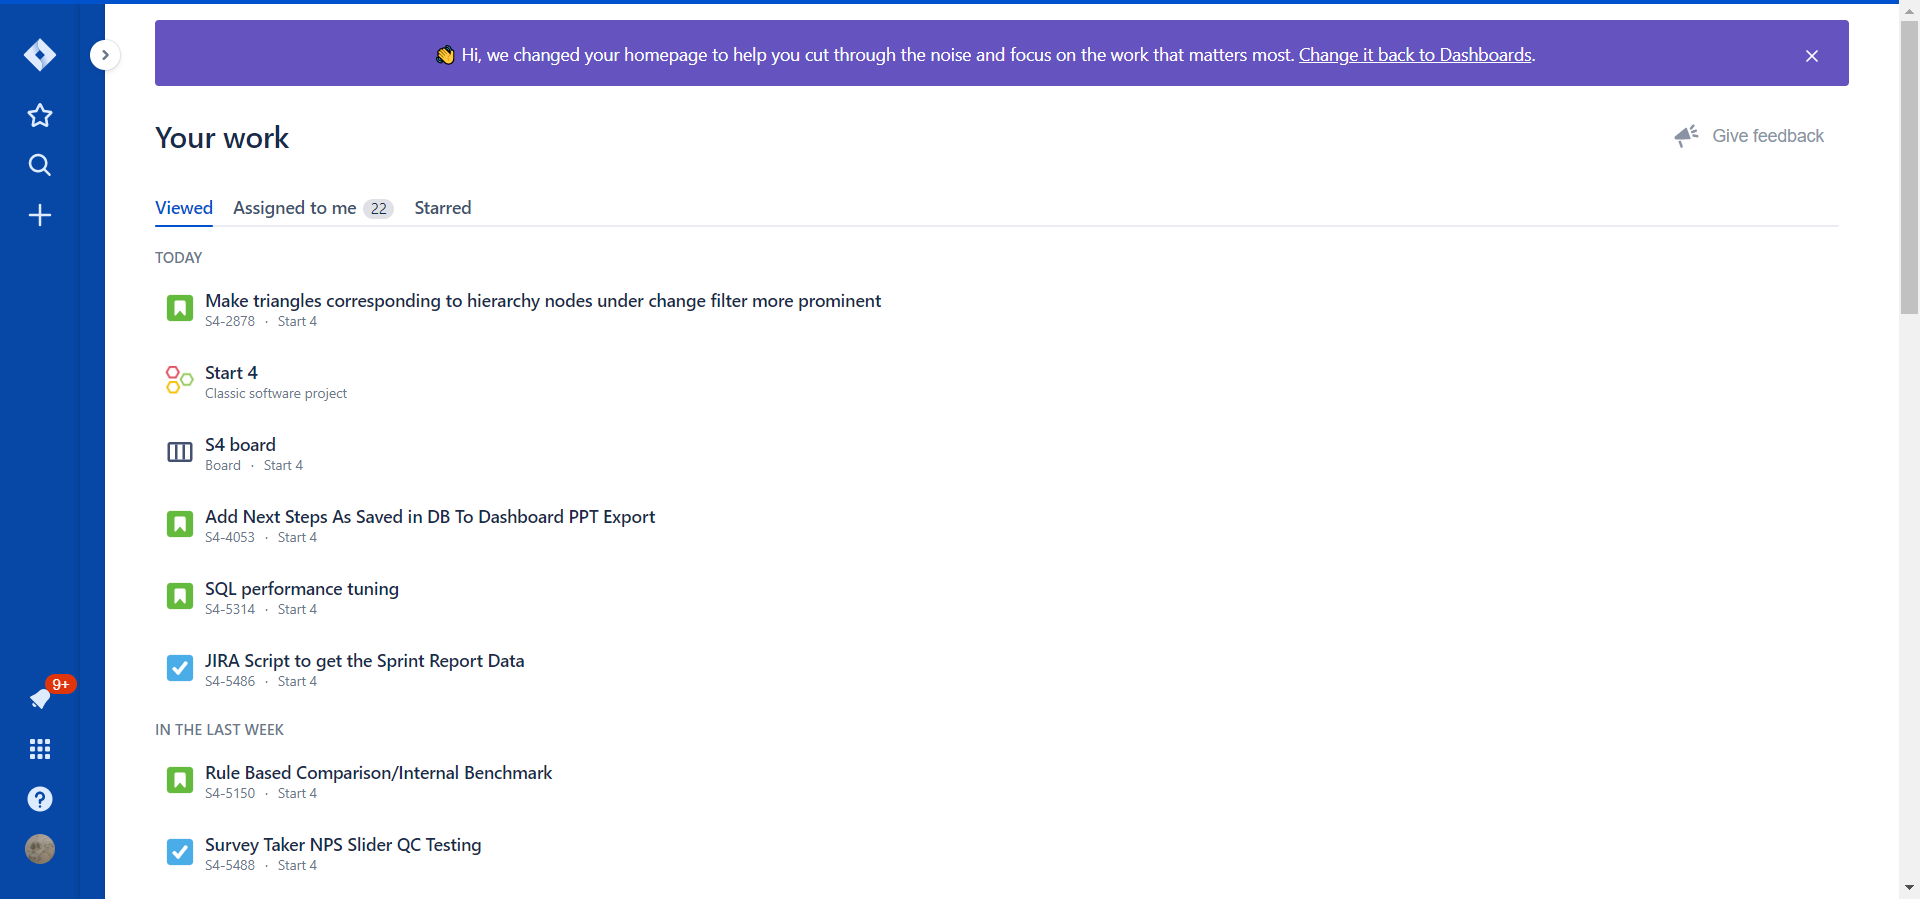 Hi, we changed your homepage to help you cut through the noise and focus on the work that matters most. Change it back to Dashboards.
Your work
Give feedback
Viewed Assigned to me 22 Starred
TODAY
Make triangles corresponding to hierarchy nodes under change filter more prominent
S4-2878 · Start 4
Start 4
Classic software project
S4 board
Board · Start 4
Add Next Steps As Saved in DB To Dashboard PPT Export
S4-4053 · Start 4
SQL performance tuning
S4-5314 · Start 4
JIRA Script to get the Sprint Report Data
S4-5486 · Start 4
9+
IN THE LAST WEEK
Rule Based Comparison/Internal Benchmark
S4-5150 · Start 4
Survey Taker NPS Slider QC Testing
S4-5488 · Start 4